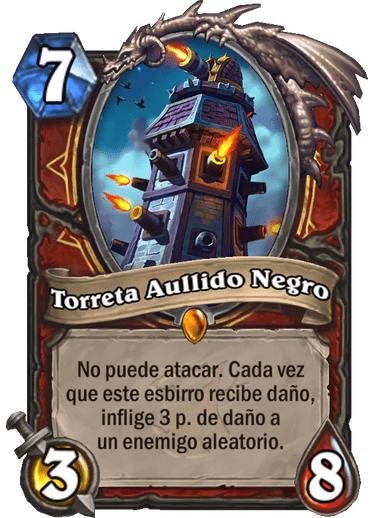 7
Torreta Aullido Negro
No puede atacar. Cada vez
que este esbirro recibe daño,
inflige 3 p. de daño a
un enemigo aleatorio.
3
8